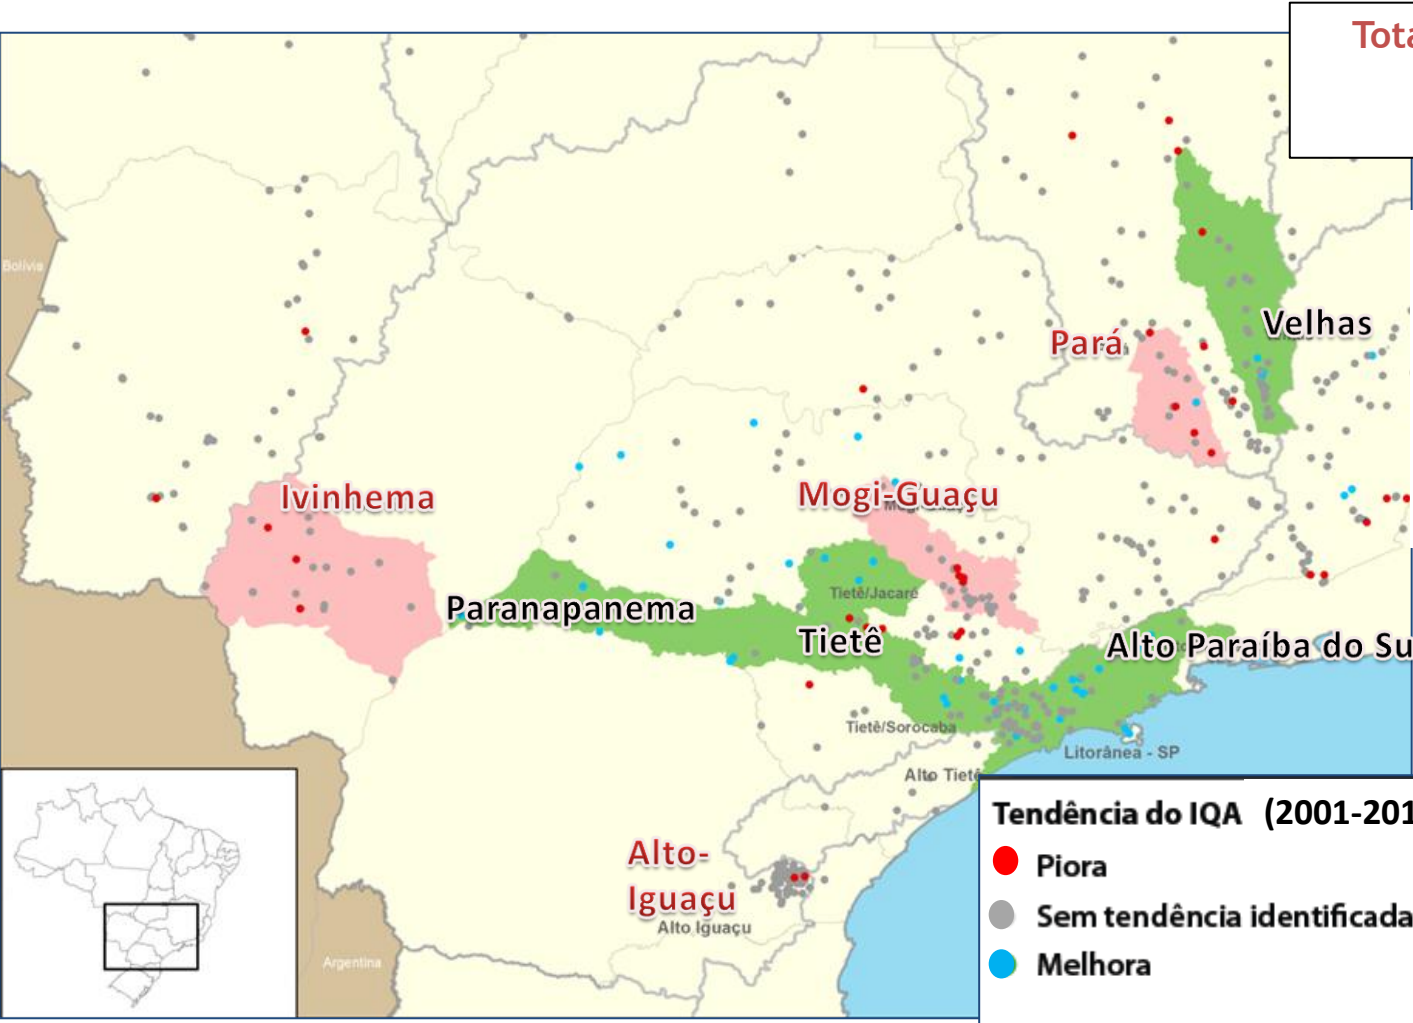 Tota
Bolívia
Velhas
Pará
Ivinhema
Mogi-Guaçu
Tietê/Jacaré
Paranapanema
Tietê
Alto Paraíba do Su
Tietê/Sorocaba
Litorânea - SP
Alto Tietê
Alto-
Iguaçu
Alto Iguaçu
Argentina
Tendência do IQA (2001-201
Piora
Sem tendência identificada
Melhora